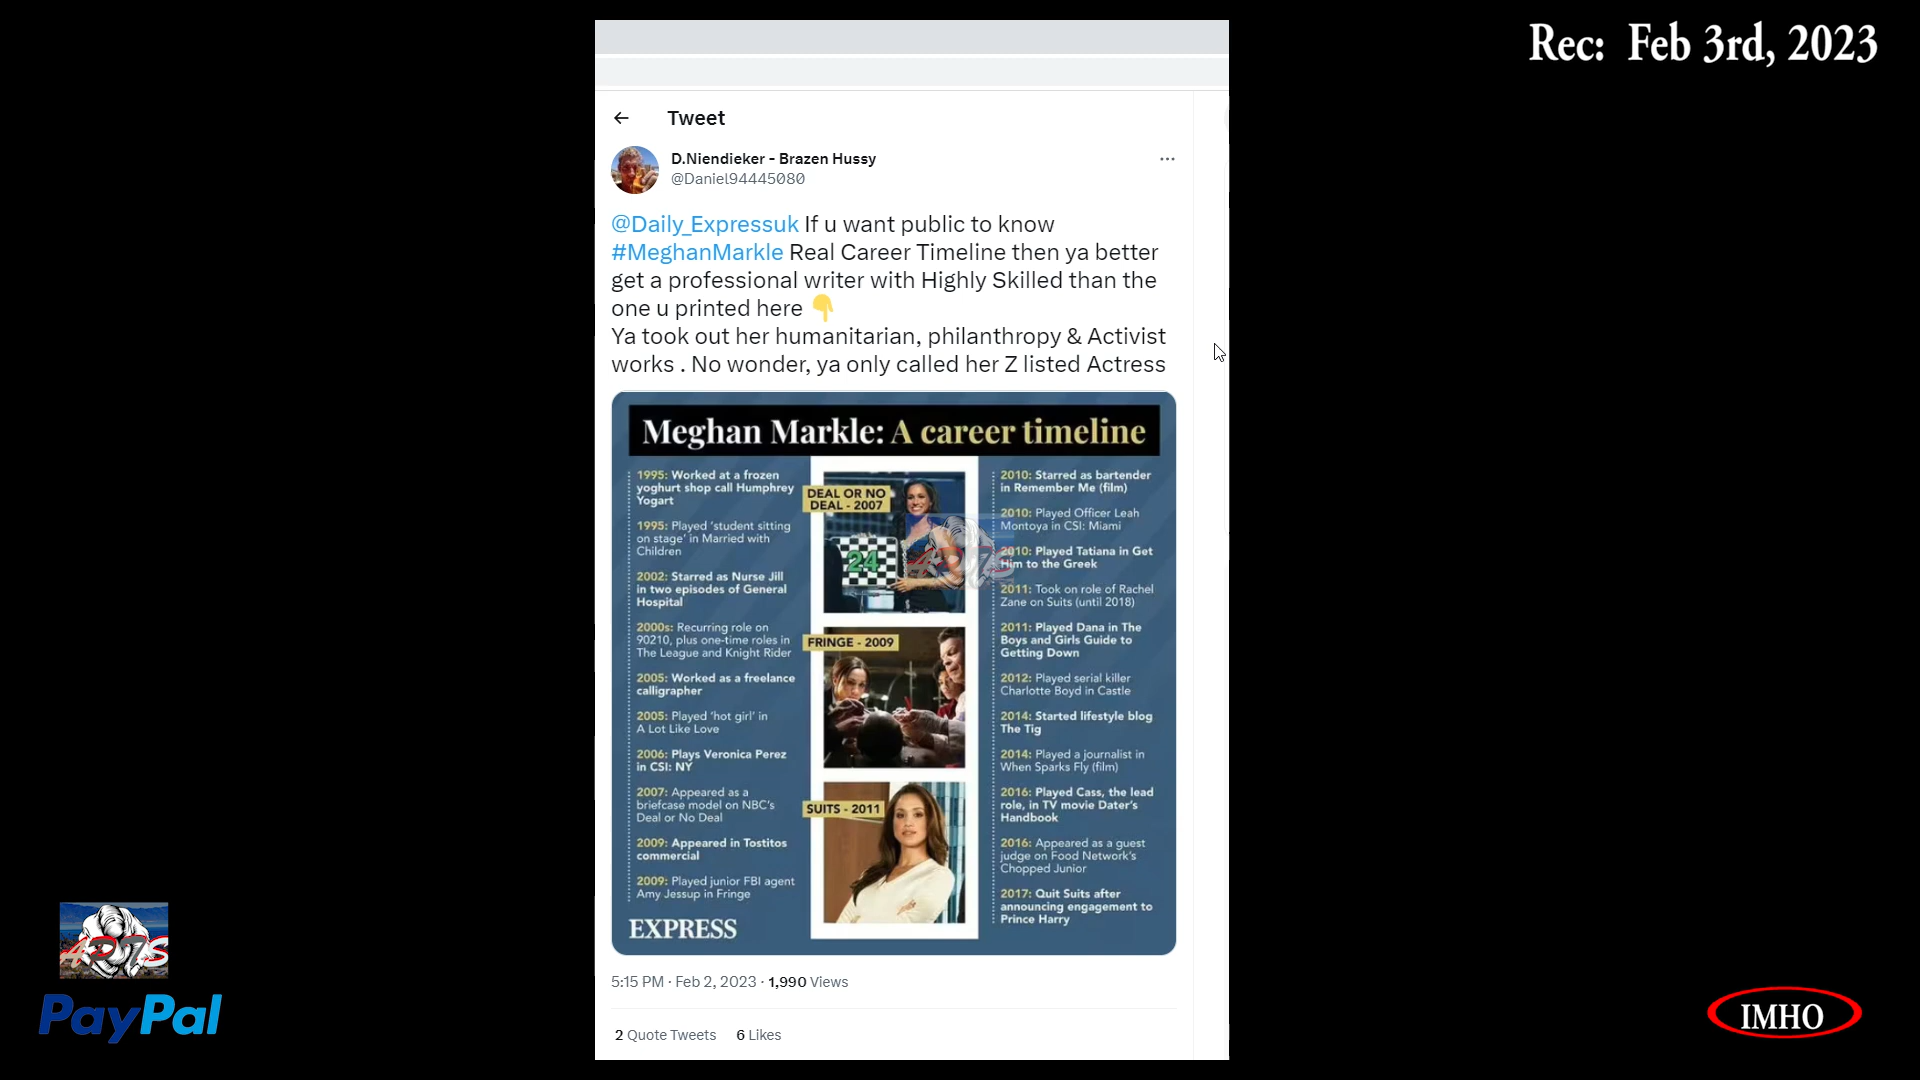 Rec: Feb 3rd, 2023
Tweet
D.Niendieker - Brazen Hussy
@Daniel94445080
@Daily_Expressuk If u want public to know
#MeghanMarkle Real Career Timeline then ya better
get a professional writer with Highly Skilled than the
one u printed here 👇
Ya took out her humanitarian, philanthropy & Activist
works . No wonder, ya only called her Z listed Actress
Meghan Markle: A career timeline
1995: Worked at a frozen
yoghurt shop call Humphrey
Yogart
1995: Played 'student sitting
on stage' in Married with
Children
2002: Starred as Nurse Jill
in two episodes of General
Hospital
2000s: Recurring role on
90210, plus one-time roles in
The League and Knight Rider
2005: Worked as a freelance
calligrapher
2005: Played 'hot girl' in
A Lot Like Love
2006: Plays Veronica Perez
in CSI: NY
2007: Appeared as a
briefcase model on NBC's
Deal or No Deal
2009: Appeared in Tostitos
commercial
2009: Played junior FBI agent
Amy Jessup in Fringe
EXPRESS
DEAL OR NO
DEAL - 2007
24
FRINGE - 2009
SUITS - 2011
2010: Starred as bartender
in Remember Me (film)
2010: Played Officer Leah
Montoya in CSI: Miami
2010: Played Tatiana in Get
Him to the Greek
2011: Took on role of Rachel
Zane on Suits (until 2018)
2011: Played Dana in The
Boys and Girls Guide to
Getting Down
2012: Played serial killer
Charlotte Boyd in Castle
2014: Started lifestyle blog
The Tig
2014: Played a journalist in
When Sparks Fly (film)
2016: Played Cass, the lead
role, in TV movie Dater's
Handbook
2016: Appeared as a guest
judge on Food Network's
Chopped Junior
2017: Quit Suits after
announcing engagement to
Prince Harry
5:15 PM · Feb 2, 2023 · 1,990 Views
2 Quote Tweets 6 Likes
PayPal
IMHO